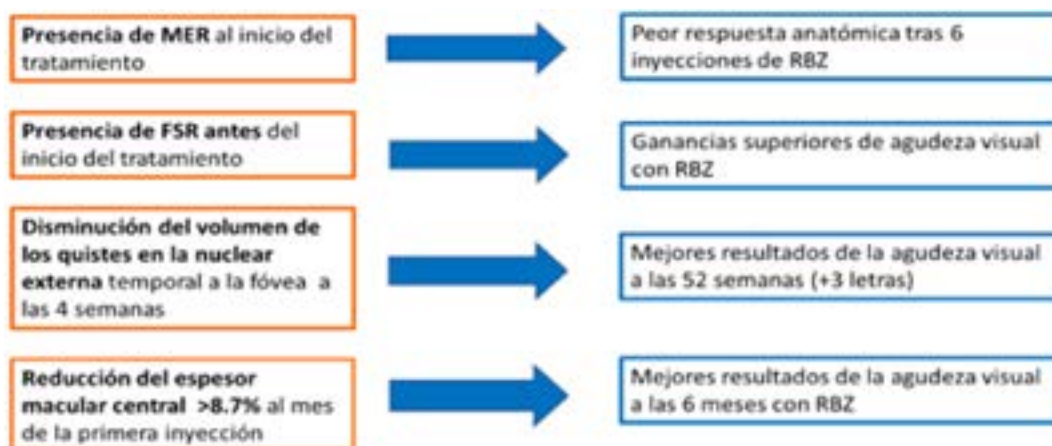 Presencia de MER al inicio del
tratamiento
Peor respuesta anatómica tras 6
inyecciones de RBZ
Presencia de FSR antes del
inicio del tratamiento
Ganancias superiores de agudeza visual
con RBZ
Disminución del volumen de
los quistes en la nuclear
externa temporal a la fóvea a
las 4 semanas
Mejores resultados de la agudeza visual
a las 52 semanas (+3 letras)
Reducción del espesor
macular central >8.7% al mes
de la primera inyección
Mejores resultados de la agudeza visual
a las 6 meses con RBZ